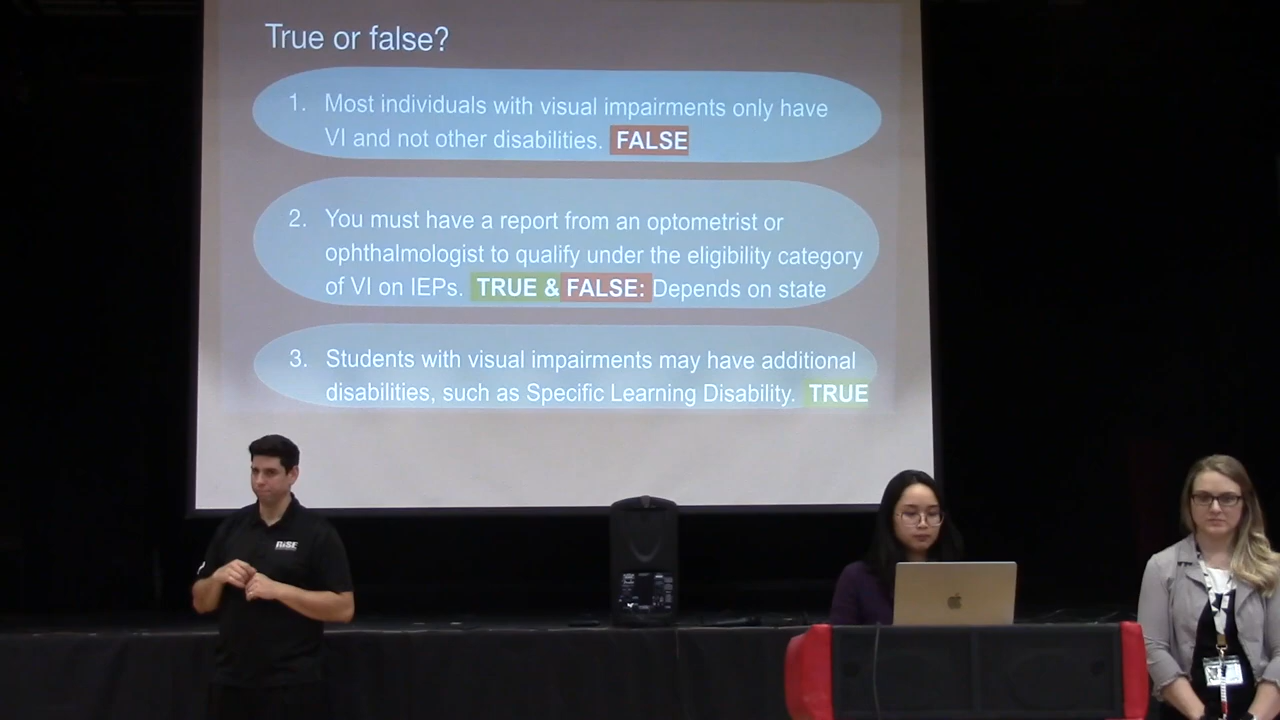 True or false?
1. Most individuals with visual impairments only have
VI and not other disabilities. FALSE
2. You must have a report from an optometrist or
ophthalmologist to qualify under the eligibility category
of VI on IEPs. TRUE & FALSE: Depends on state
3. Students with visual impairments may have additional
disabilities, such as Specific Learning Disability. TRUE
RISE